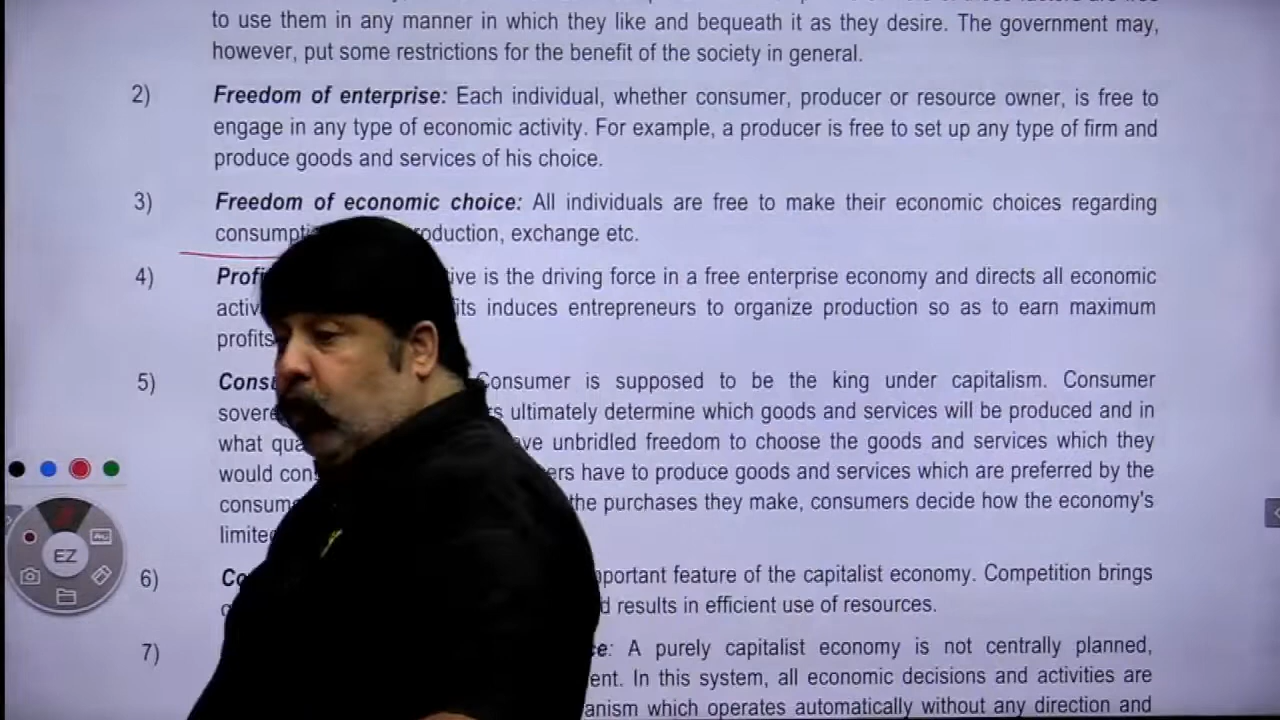 to use them in any manner in which they like and bequeath it as they desire. The government may,
however, put some restrictions for the benefit of the society in general.
2) Freedom of enterprise: Each individual, whether consumer, producer or resource owner, is free to
engage in any type of economic activity. For example, a producer is free to set up any type of firm and
produce goods and services of his choice.
3) Freedom of economic choice: All individuals are free to make their economic choices regarding
consumpti roduction, exchange etc.
4) Profi ive is the driving force in a free enterprise economy and directs all economic
activ its induces entrepreneurs to organize production so as to earn maximum
profits
5) Cons Consumer is supposed to be the king under capitalism. Consumer
sovere s ultimately determine which goods and services will be produced and in
what qua ve unbridled freedom to choose the goods and services which they
would con ers have to produce goods and services which are preferred by the
consume the purchases they make, consumers decide how the economy's
limited
6) Co portant feature of the capitalist economy. Competition brings
d results in efficient use of resources.
7) ce: A purely capitalist economy is not centrally planned,
ent. In this system, all economic decisions and activities are
anism which operates automatically without any direction and
EZ